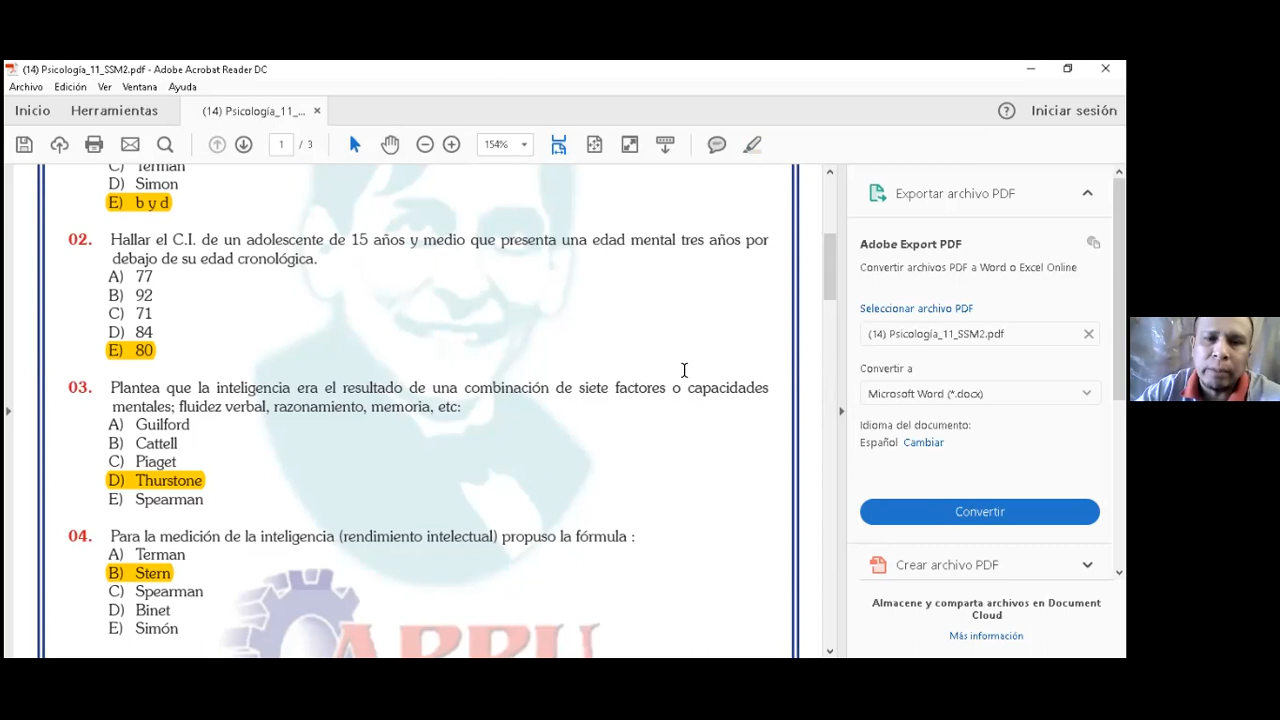 (14) Psicología_11_SSM2.pdf - Adobe Acrobat Reader DC
Archivo Edición Ver Ventana Ayuda
Inicio Herramientas (14) Psicología_11_... × Iniciar sesión
1 / 3 154%
C) Terman
D) Simon
E) b y d
02. Hallar el C.I. de un adolescente de 15 años y medio que presenta una edad mental tres años por
debajo de su edad cronológica.
A) 77
B) 92
C) 71
D) 84
E) 80
03. Plantea que la inteligencia era el resultado de una combinación de siete factores o capacidades
mentales; fluidez verbal, razonamiento, memoria, etc:
A) Guilford
B) Cattell
C) Piaget
D) Thurstone
E) Spearman
04. Para la medición de la inteligencia (rendimiento intelectual) propuso la fórmula :
A) Terman
B) Stern
C) Spearman
D) Binet
E) Simón
Exportar archivo PDF
Adobe Export PDF
Convertir archivos PDF a Word o Excel Online
Seleccionar archivo PDF
(14) Psicología_11_SSM2.pdf
Convertir a
Microsoft Word (*.docx)
Idioma del documento:
Español Cambiar
Convertir
Crear archivo PDF
Almacene y comparta archivos en Document
Cloud
Más información